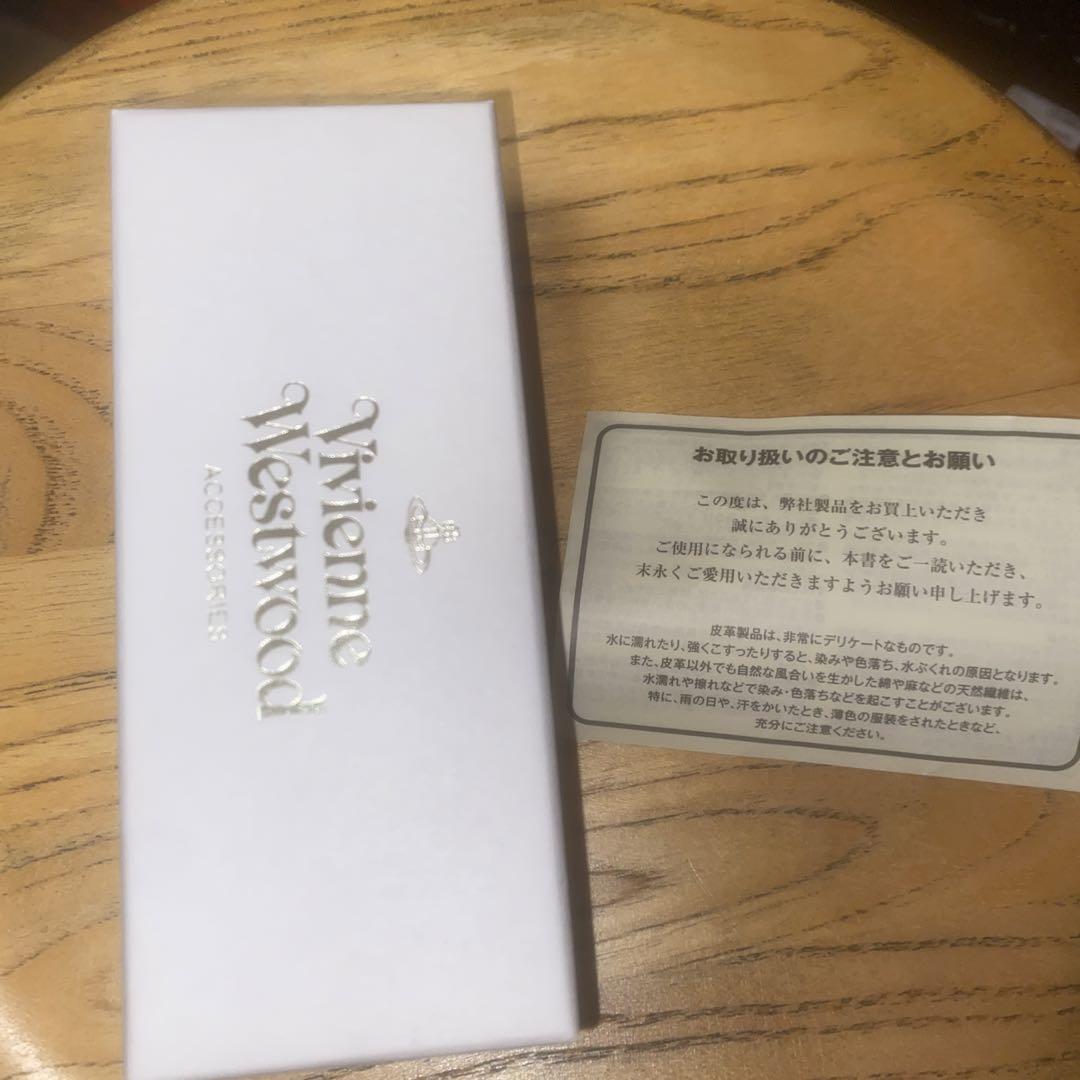 Vivienne
Westwood
ACCESSORIES
お取り扱いのご注意とお願い
この度は、弊社製品をお買上いただき
誠にありがとうございます。
ご使用になられる前に、本書をご一読いただき、
末永くご愛用いただきますようお願い申し上げます。
皮革製品は、非常にデリケートなものです。
水に濡れたり、強くこすったりすると、染みや色落ち、水ぶくれの原因となります。
また、皮革以外でも自然な風合いを生かした綿や麻などの天然繊維は、
水濡れや擦れなどで染み・色落ちなどを起こすことがございます。
特に、雨の日や、汗をかいたとき、薄色の服装をされたときなど、
充分にご注意ください。